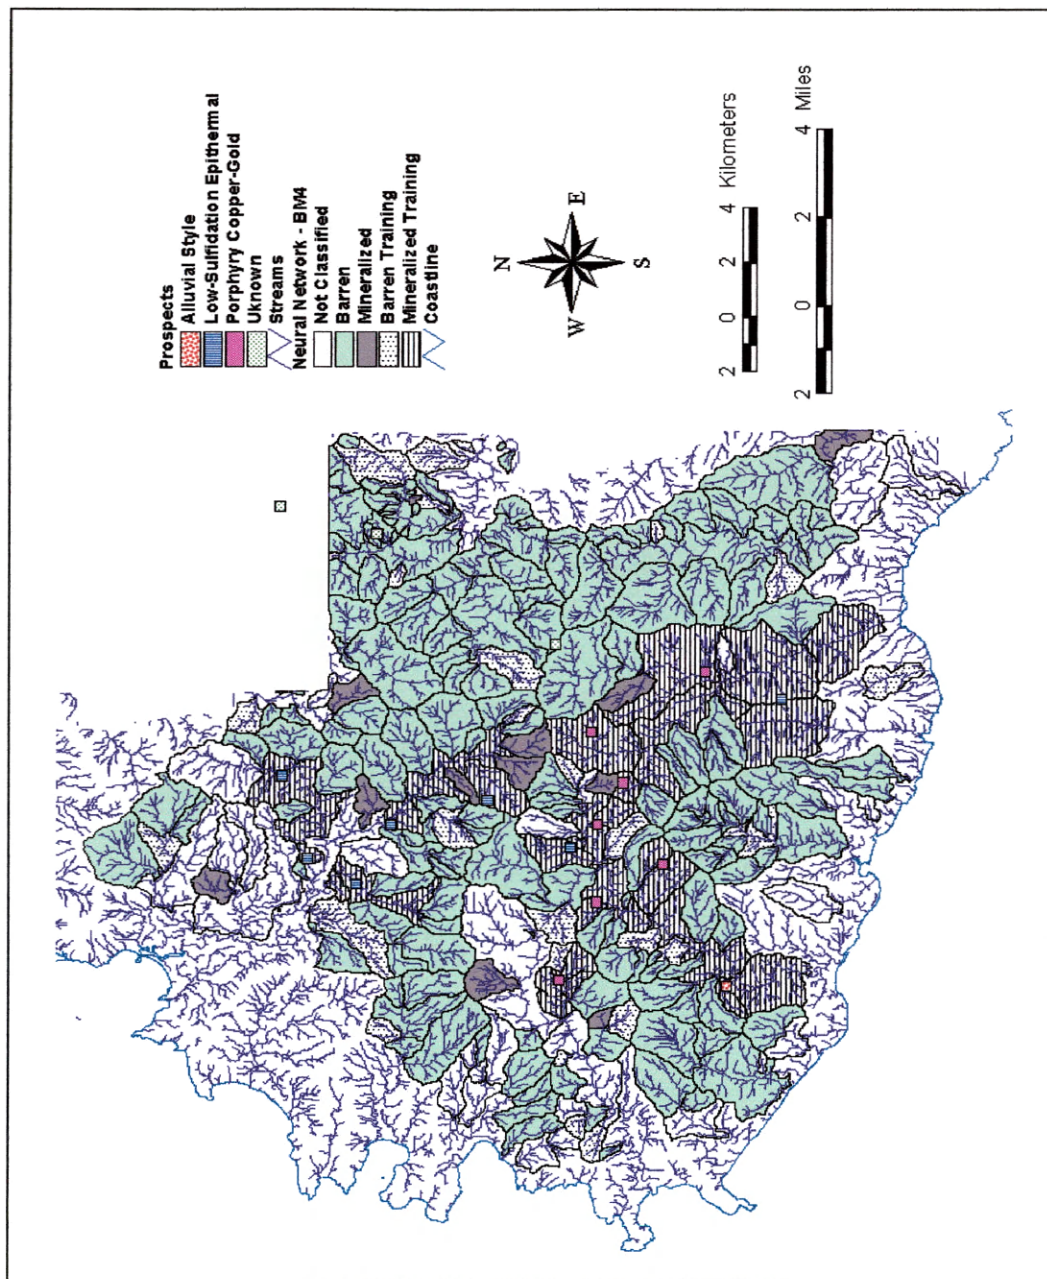 Prospects
Alluvial Style
Low-Sulfidation Epithermal
Porphyry Copper-Gold
Uknown
Streams
Neural Network - BM4
Not Classified
Barren
Mineralized
Barren Training
Mineralized Training
Coastline
N
W
E
S
2 0 2 4 Kilometers
2 0 2 4 Miles